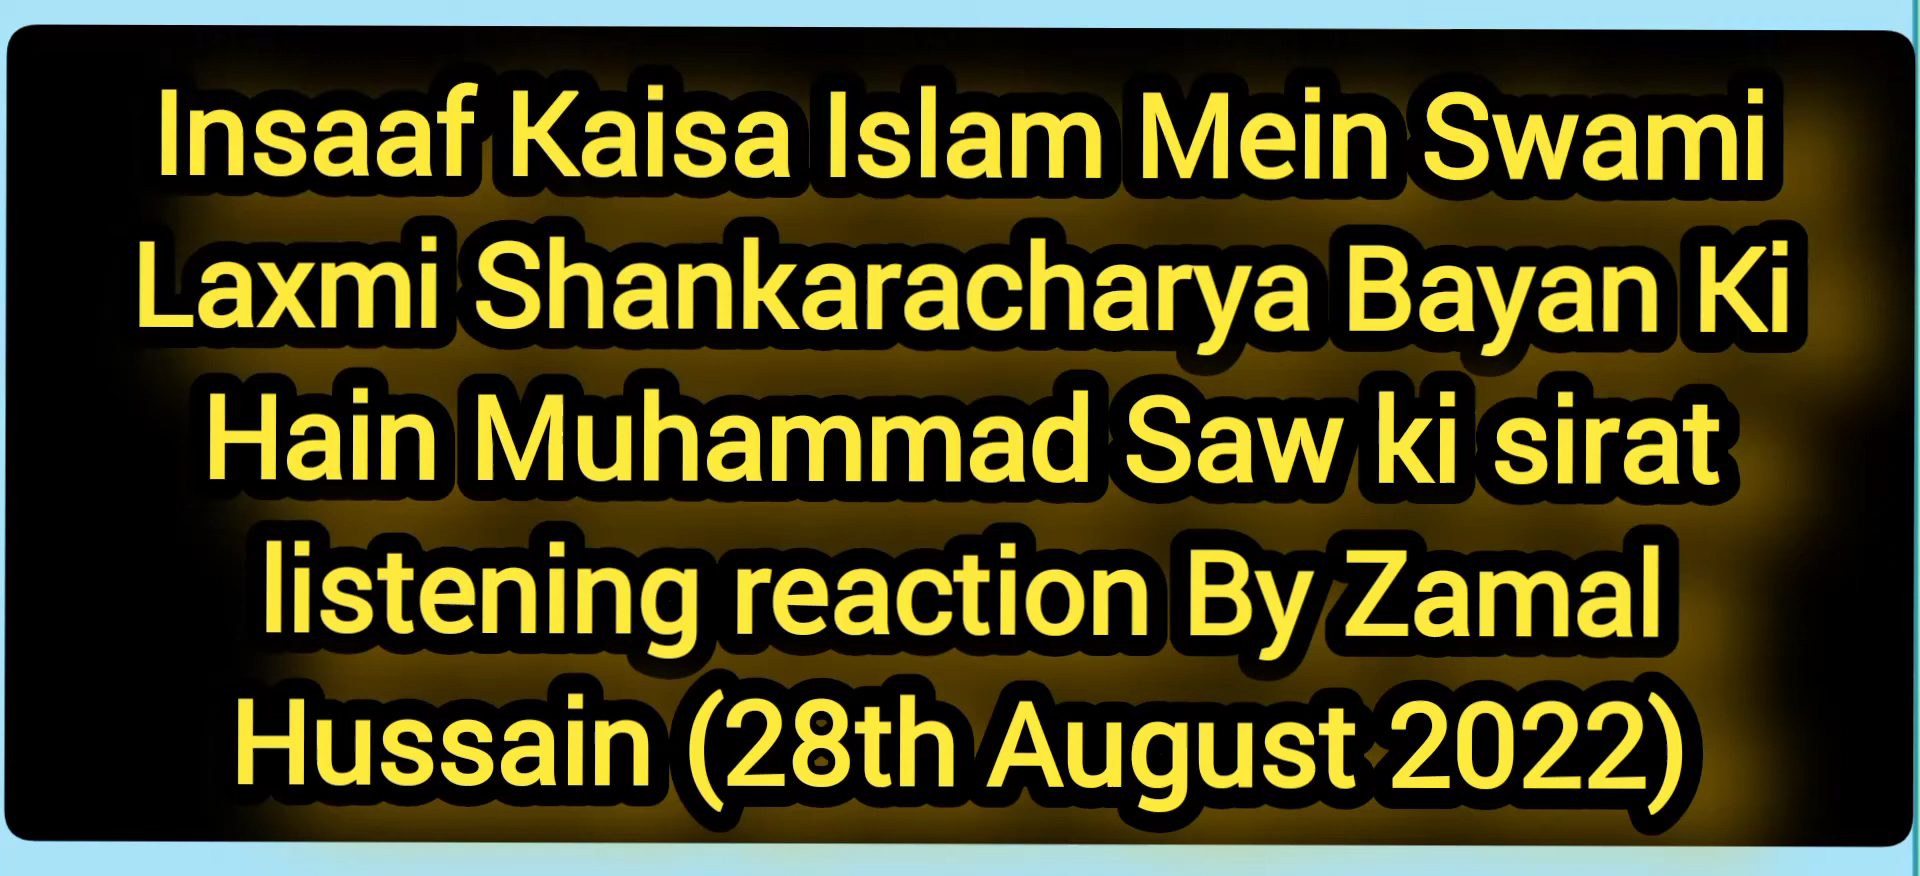 Insaaf Kaisa Islam Mein Swami
Laxmi Shankaracharya Bayan Ki
Hain Muhammad Saw ki sirat
listening reaction By Zamal
Hussain (28th August 2022)